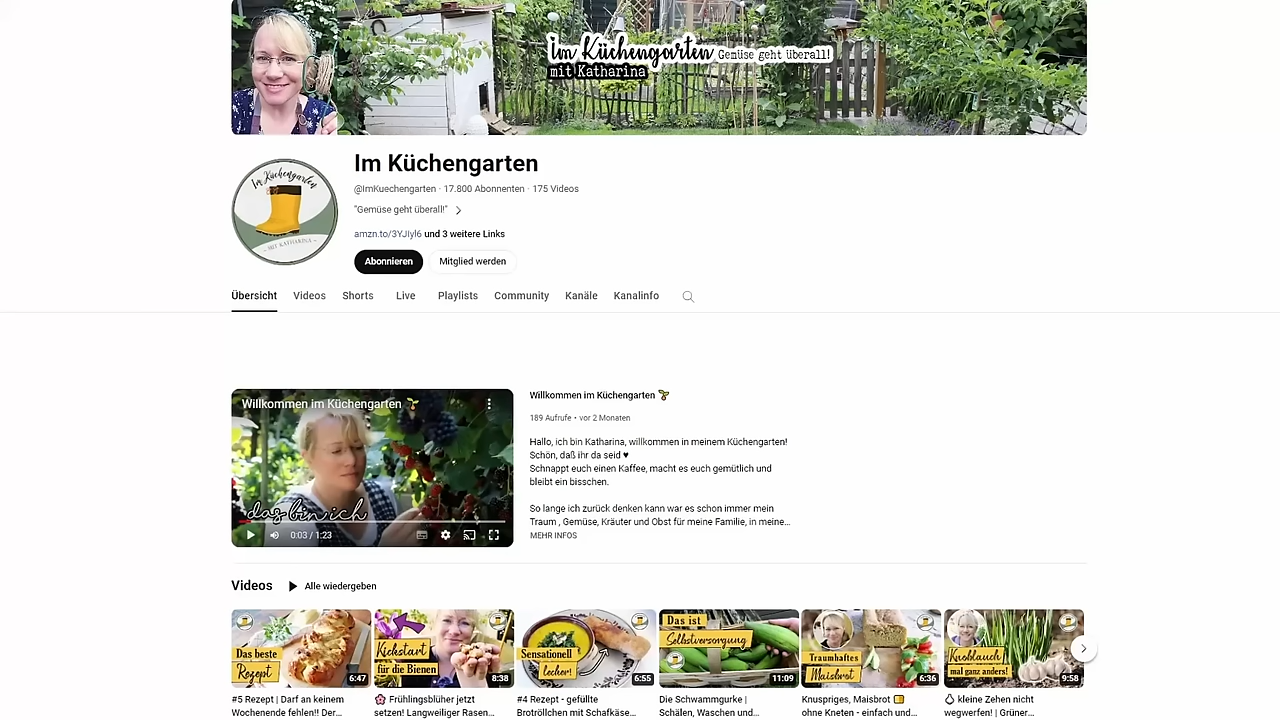 im Küchengarten Gemüse geht überall!
mit Katharina
Im Küchengarten
MIT KATHARINA
Im Küchengarten
@ImKuechengarten · 17.800 Abonnenten · 175 Videos
"Gemüse geht überall!"
amzn.to/3YJIyl6 und 3 weitere Links
Abonnieren
Mitglied werden
Übersicht Videos Shorts Live Playlists Community Kanäle Kanalinfo
Willkommen im Küchengarten
das bin ich
0:03 / 1:23
Willkommen im Küchengarten
189 Aufrufe • vor 2 Monaten
Hallo, ich bin Katharina, willkommen in meinem Küchengarten!
Schön, daß ihr da seid ♥
Schnappt euch einen Kaffee, macht es euch gemütlich und
bleibt ein bisschen.
So lange ich zurück denken kann war es schon immer mein
Traum , Gemüse, Kräuter und Obst für meine Familie, in meine...
MEHR INFOS
Videos Alle wiedergeben
Das beste
Rezept
6:47
Kickstart
für die Bienen
8:38
Sensationell
lecker!
6:55
Das ist
Selbstversorgung
11:09
Traumhaftes
Maisbrot
6:36
Knoblauch
mal ganz anders!
9:58
#5 Rezept | Darf an keinem
Wochenende fehlen!! Der...
Frühlingsblüher jetzt
setzen! Langweiliger Rasen...
#4 Rezept - gefüllte
Brotröllchen mit Schafkäse...
Die Schwammgurke |
Schälen, Waschen und...
Knuspriges, Maisbrot
ohne Kneten - einfach und...
kleine Zehen nicht
wegwerfen! | Grüner...